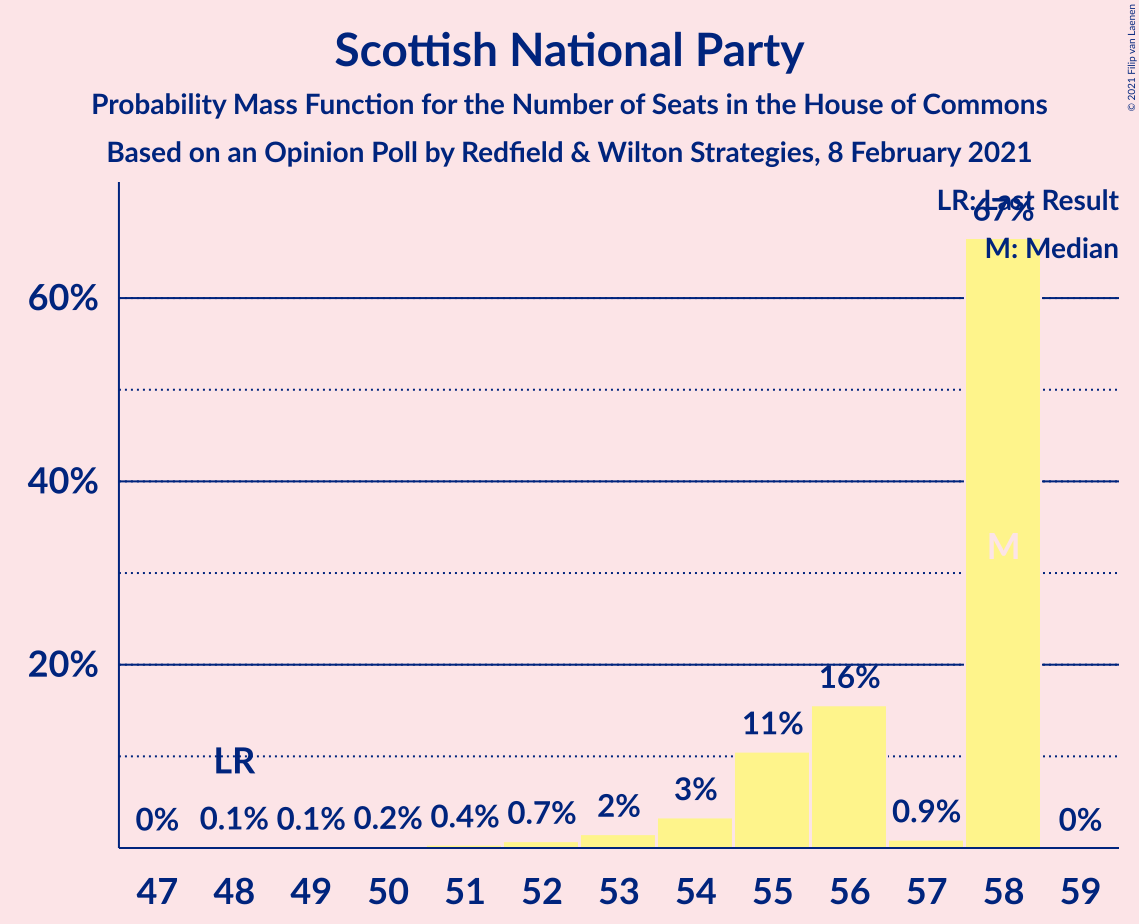 Scottish National Party
Probability Mass Function for the Number of Seats in the House of Commons
Based on an Opinion Poll by Redfield & Wilton Strategies, 8 February 2021
© 2021 Filip van Laenen
LR: Last Result
67%
M: Median
60%
40%
M
20%
16%
11%
LR
3%
2%
0.9%
0.7%
0.4%
0.2%
0.1%
0.1%
0%
0%
47 48 49 50 51 52 53 54 55 56 57 58 59